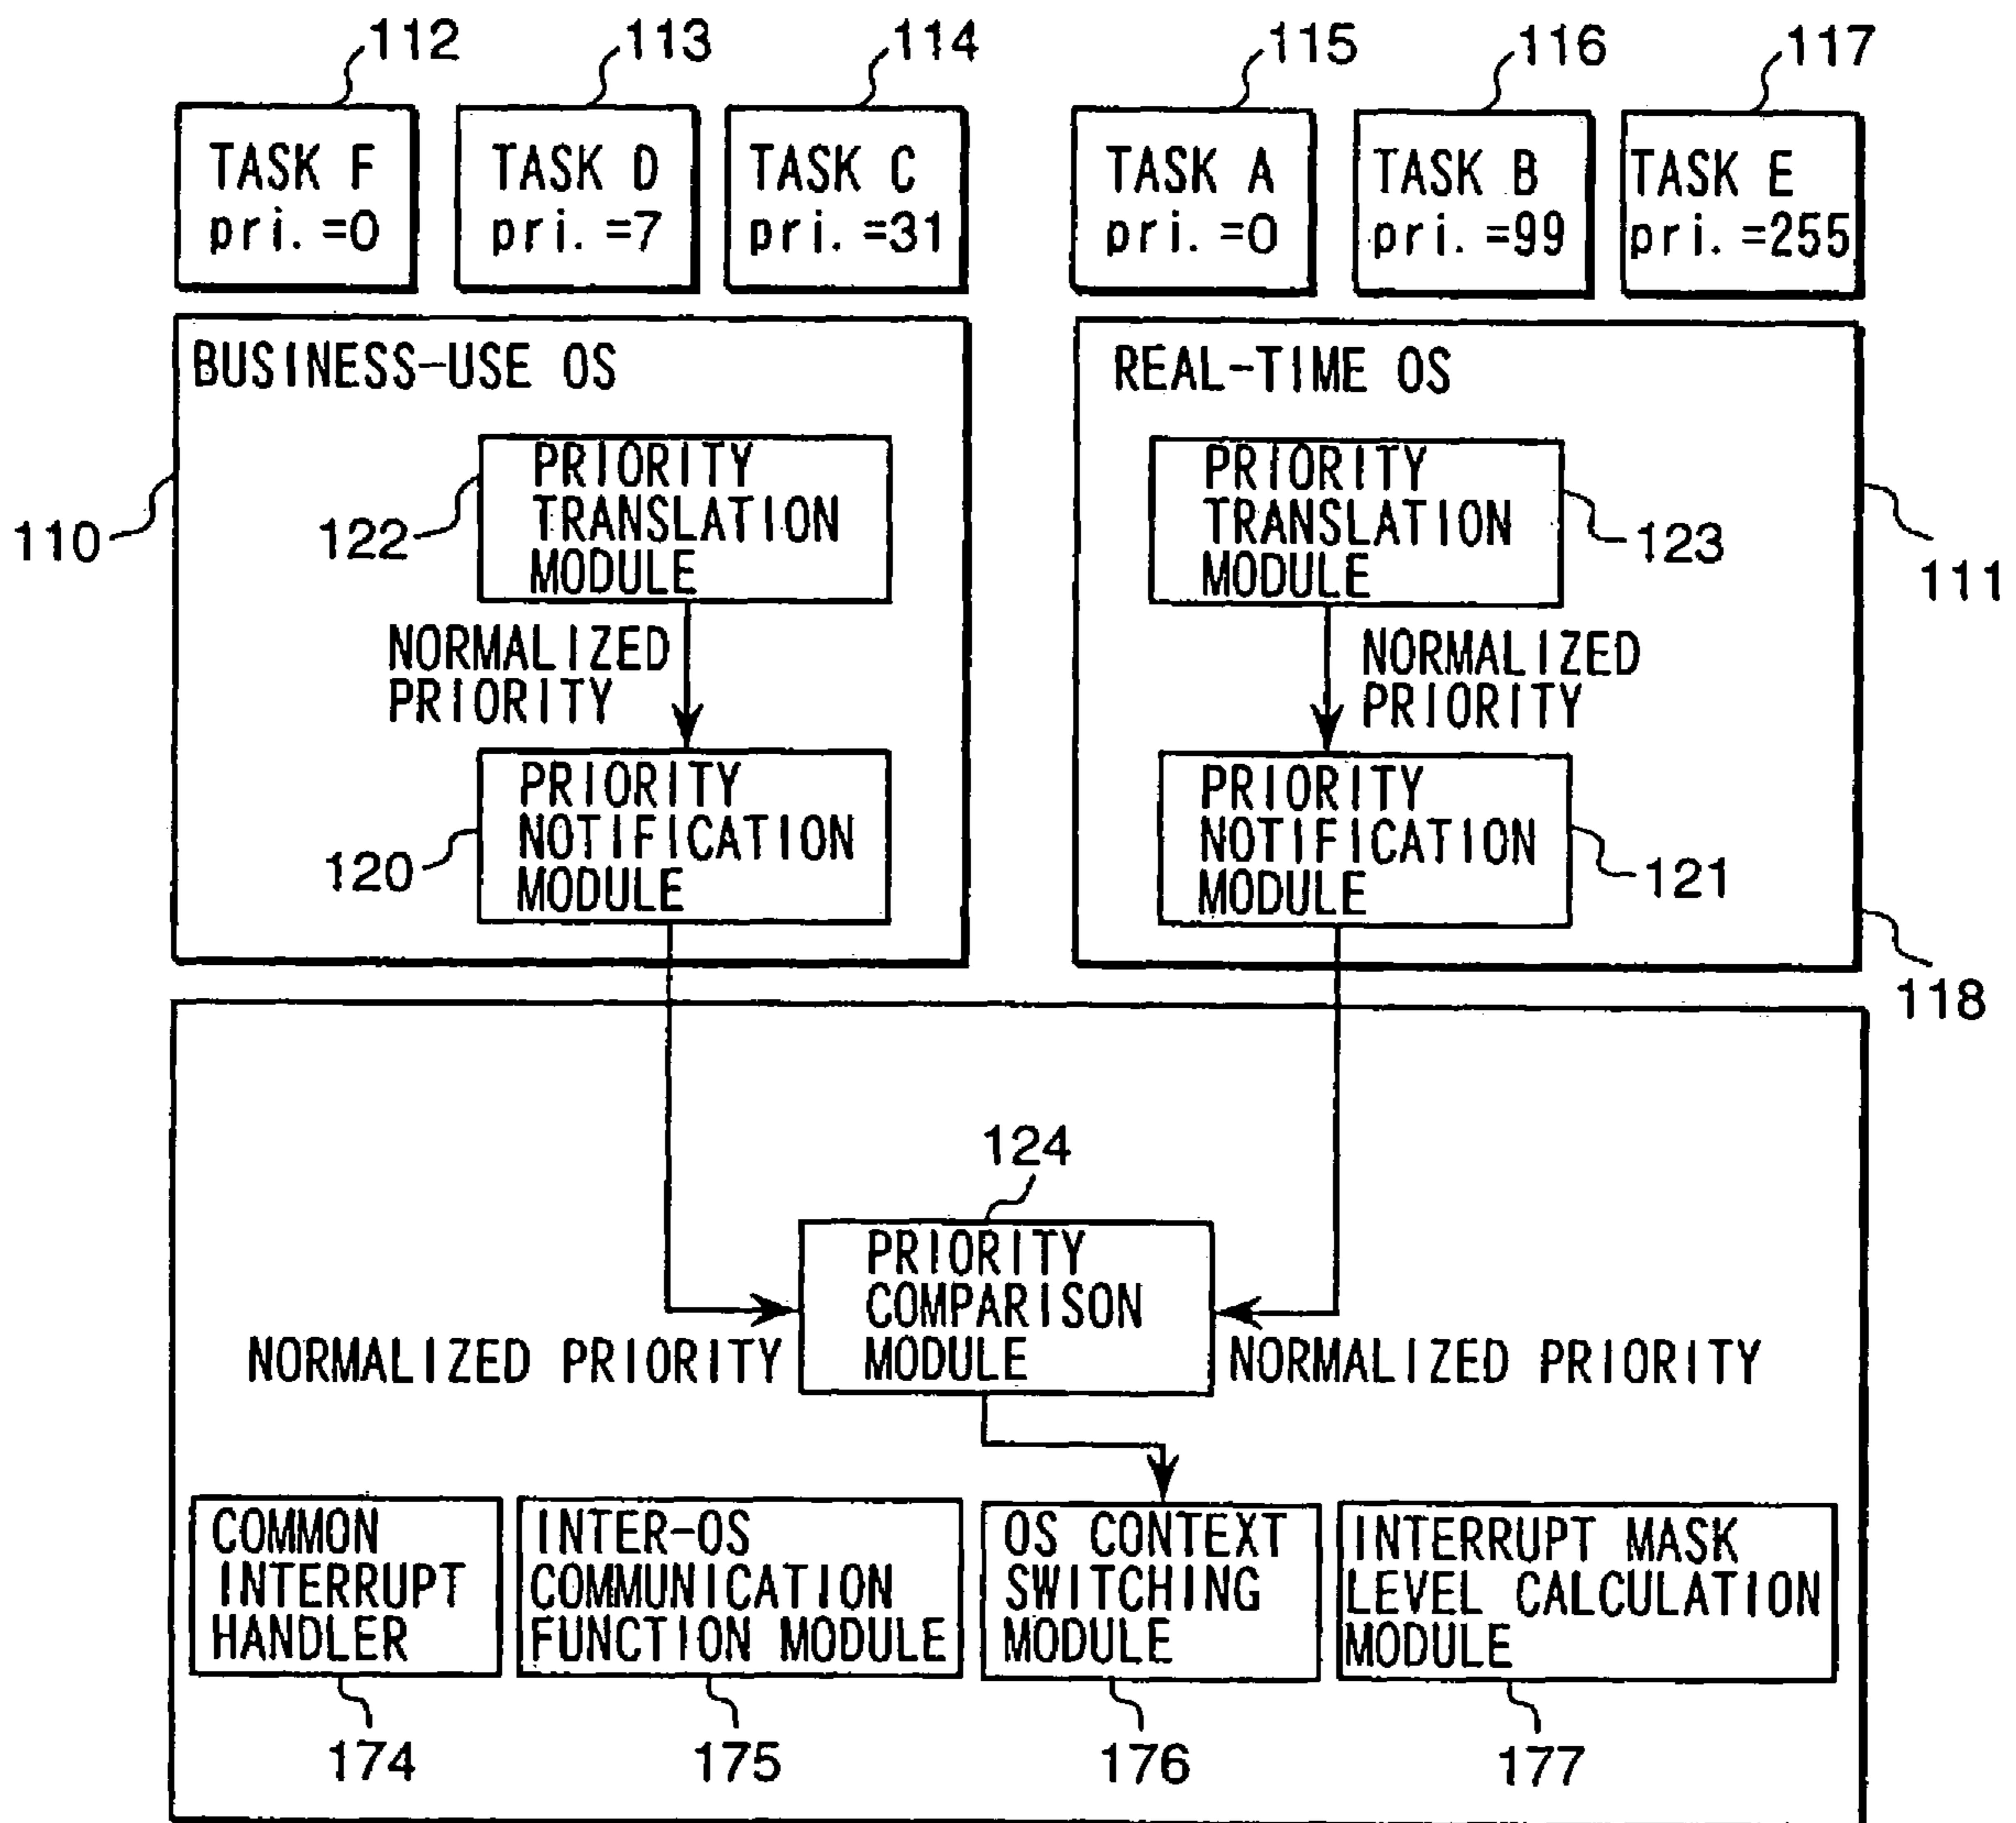 112
113
114
115
116
117
TASK F
pri.=0
TASK D
pri.=7
TASK C
pri.=31
TASK A
pri.=0
TASK B
pri.=99
TASK E
pri.=255
BUSINESS-USE OS
PRIORITY
TRANSLATION
MODULE
110
122
NORMALIZED
PRIORITY
PRIORITY
NOTIFICATION
MODULE
120
REAL-TIME OS
PRIORITY
TRANSLATION
MODULE
123
111
NORMALIZED
PRIORITY
PRIORITY
NOTIFICATION
MODULE
121
118
124
PRIORITY
COMPARISON
MODULE
NORMALIZED PRIORITY
NORMALIZED PRIORITY
COMMON
INTERRUPT
HANDLER
INTER-OS
COMMUNICATION
FUNCTION MODULE
OS CONTEXT
SWITCHING
MODULE
INTERRUPT MASK
LEVEL CALCULATION
MODULE
174
175
176
177